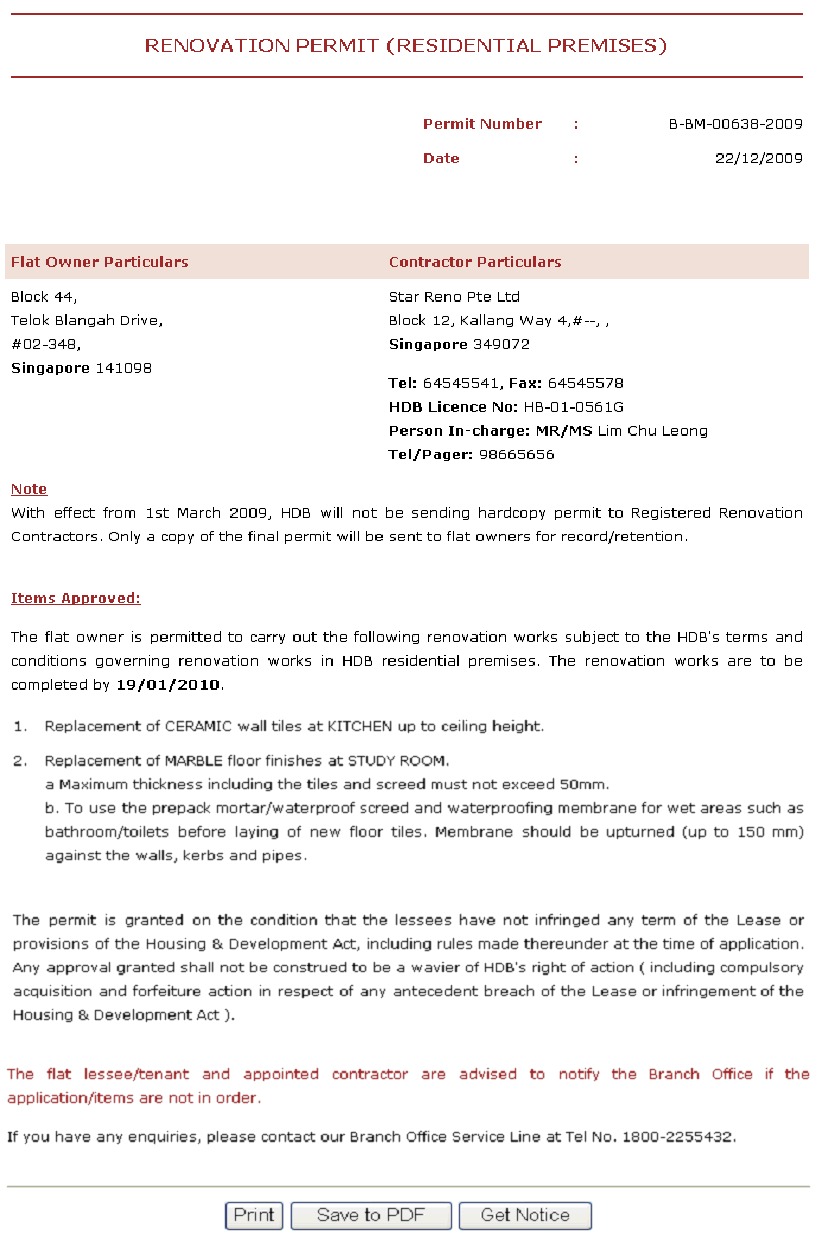 RENOVATION PERMIT (RESIDENTIAL PREMISES)
Permit Number : B-BM-00638-2009
Date : 22/12/2009
Flat Owner Particulars
Block 44,
Telok Blangah Drive,
#02-348,
Singapore 141098
Contractor Particulars
Star Reno Pte Ltd
Block 12, Kallang Way 4,#--, ,
Singapore 349072
Tel: 64545541, Fax: 64545578
HDB Licence No: HB-01-0561G
Person In-charge: MR/MS Lim Chu Leong
Tel/Pager: 98665656
Note
With effect from 1st March 2009, HDB will not be sending hardcopy permit to Registered Renovation
Contractors. Only a copy of the final permit will be sent to flat owners for record/retention.
Items Approved:
The flat owner is permitted to carry out the following renovation works subject to the HDB's terms and
conditions governing renovation works in HDB residential premises. The renovation works are to be
completed by 19/01/2010.
1. Replacement of CERAMIC wall tiles at KITCHEN up to ceiling height.
2. Replacement of MARBLE floor finishes at STUDY ROOM.
a Maximum thickness including the tiles and screed must not exceed 50mm.
b. To use the prepack mortar/waterproof screed and waterproofing membrane for wet areas such as
bathroom/toilets before laying of new floor tiles. Membrane should be upturned (up to 150 mm)
against the walls, kerbs and pipes.
The permit is granted on the condition that the lessees have not infringed any term of the Lease or
provisions of the Housing & Development Act, including rules made thereunder at the time of application.
Any approval granted shall not be construed to be a wavier of HDB's right of action ( including compulsory
acquisition and forfeiture action in respect of any antecedent breach of the Lease or infringement of the
Housing & Development Act ).
The flat lessee/tenant and appointed contractor are advised to notify the Branch Office if the
application/items are not in order.
If you have any enquiries, please contact our Branch Office Service Line at Tel No. 1800-2255432.
Print Save to PDF Get Notice